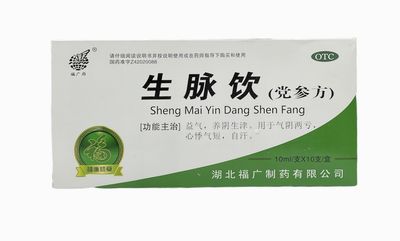 福广药
请仔细阅读说明书并按说明使用或在药师指导下购买和使用
国药准字Z42020086
OTC
生脉饮(党参方)
Sheng Mai Yin Dang Shen Fang
[功能主治]益气,养阴生津。用于气阴两亏,
心悸气短,自汗。
10ml/支X10支/盒
湖北福广制药有限公司